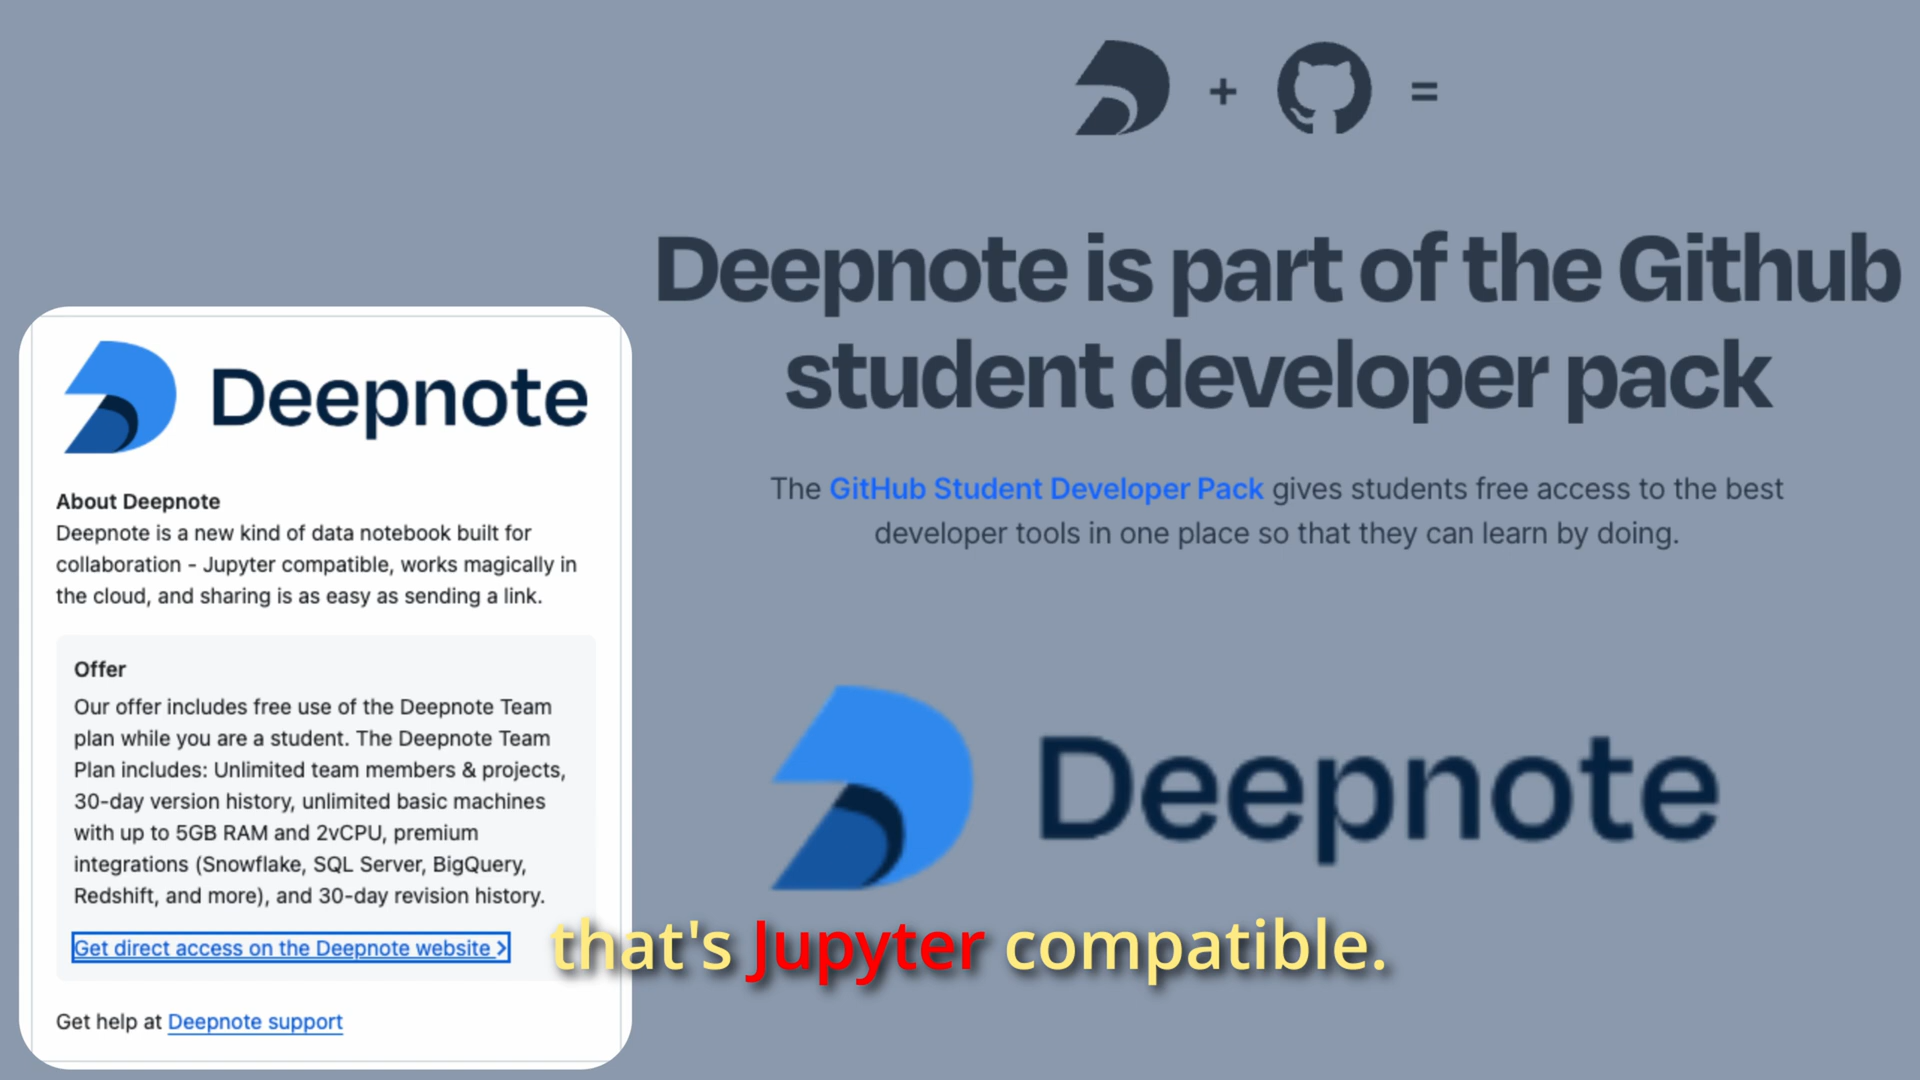 + =
Deepnote is part of the Github
student developer pack
The GitHub Student Developer Pack gives students free access to the best
developer tools in one place so that they can learn by doing.
Deepnote
About Deepnote
Deepnote is a new kind of data notebook built for
collaboration - Jupyter compatible, works magically in
the cloud, and sharing is as easy as sending a link.
Offer
Our offer includes free use of the Deepnote Team
plan while you are a student. The Deepnote Team
Plan includes: Unlimited team members & projects,
30-day version history, unlimited basic machines
with up to 5GB RAM and 2vCPU, premium
integrations (Snowflake, SQL Server, BigQuery,
Redshift, and more), and 30-day revision history.
Get direct access on the Deepnote website >
Get help at Deepnote support
Deepnote
that's Jupyter compatible.